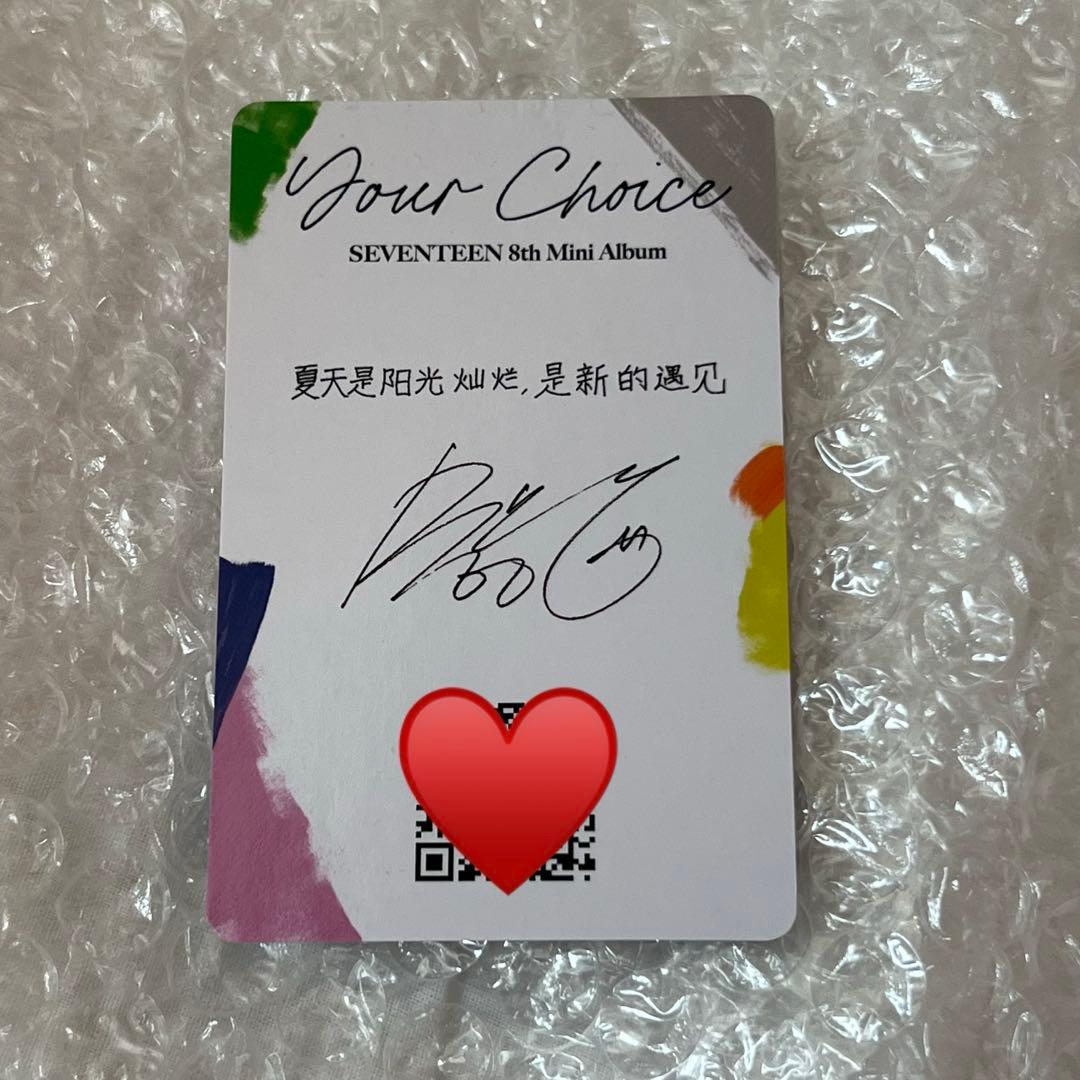 Your Choice
SEVENTEEN 8th Mini Album
夏天是阳光灿烂,是新的遇见